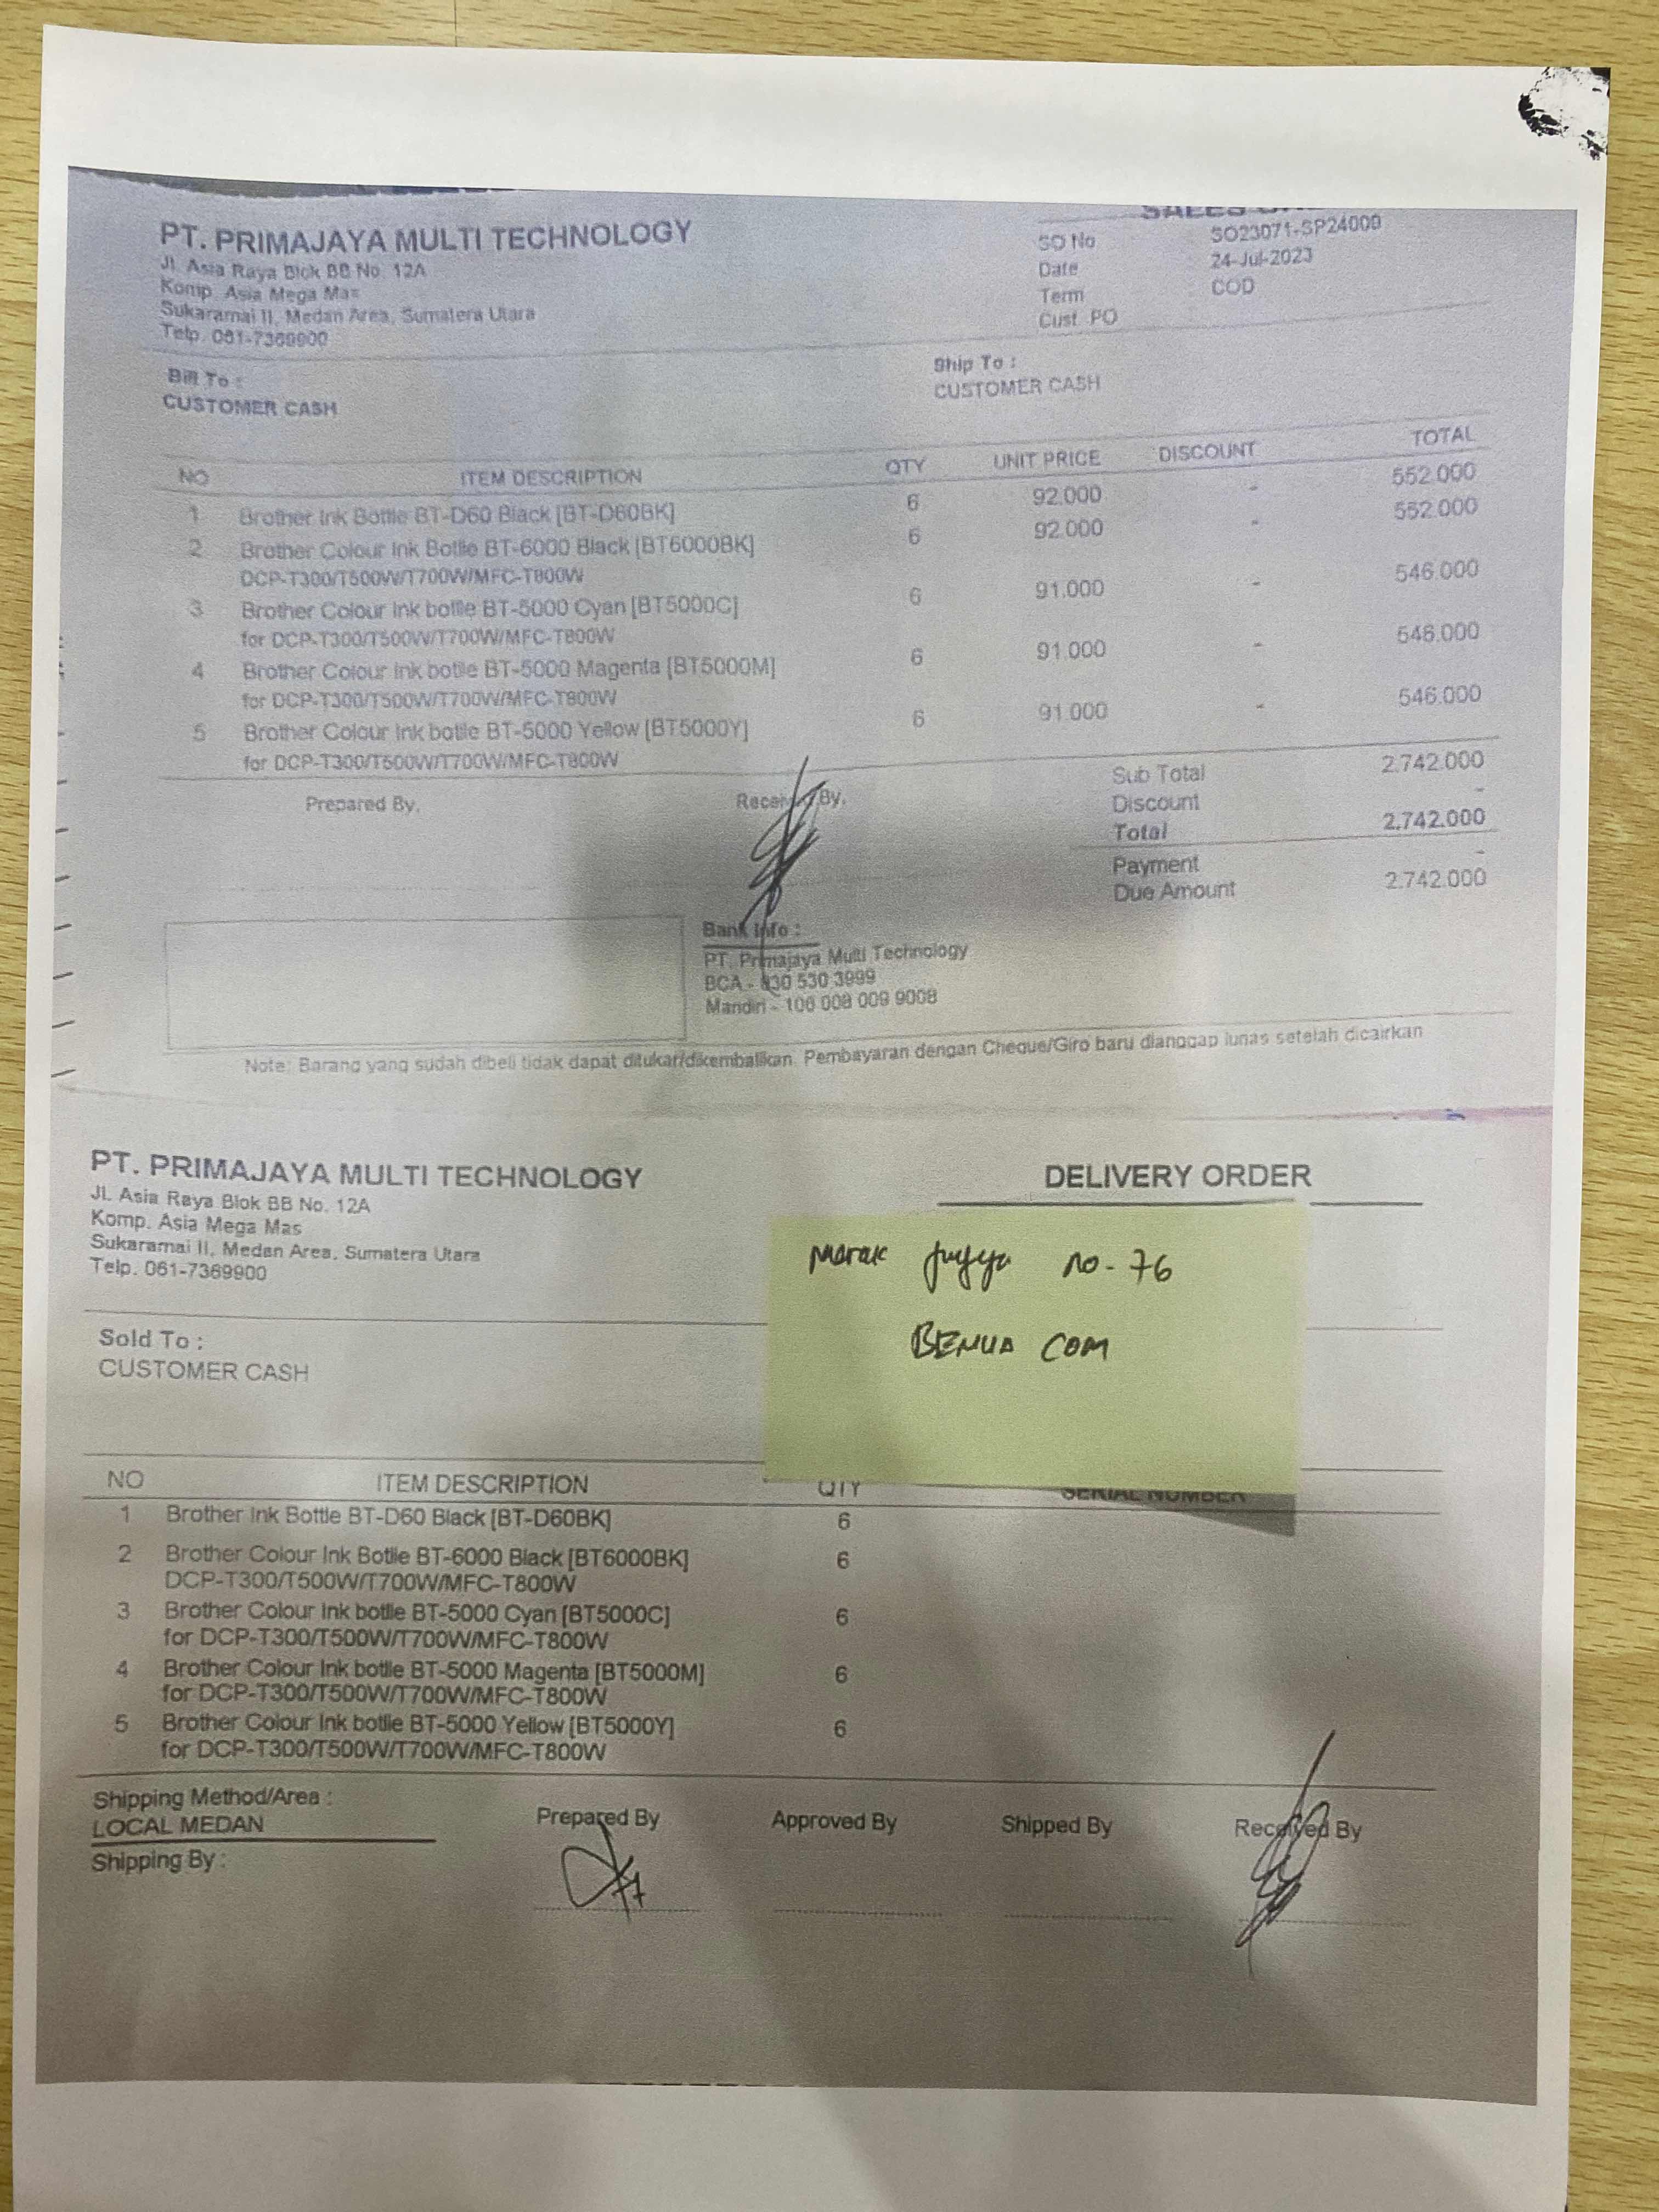 PT. PRIMAJAYA MULTI TECHNOLOGY
Jl. Asia Raya Blok BB No. 12A
Komp. Asia Mega Mas
Sukaramai II, Medan Area, Sumatera Utara
Telp. 061-7369900
SALES
SO No : SO23071-SP24000
Date : 24-Jul-2023
Term : COD
Cust. PO
Bill To :
CUSTOMER CASH
Ship To :
CUSTOMER CASH
NO ITEM DESCRIPTION QTY UNIT PRICE DISCOUNT TOTAL
1 Brother Ink Bottle BT-D60 Black [BT-D60BK] 6 92.000 - 552.000
2 Brother Colour Ink Bottle BT-6000 Black [BT6000BK] 6 92.000 - 552.000
DCP-T300/T500W/T700W/MFC-T800W
3 Brother Colour Ink bottle BT-5000 Cyan [BT5000C] 6 91.000 - 546.000
for DCP-T300/T500W/T700W/MFC-T800W
4 Brother Colour Ink bottle BT-5000 Magenta [BT5000M] 6 91.000 - 546.000
for DCP-T300/T500W/T700W/MFC-T800W
5 Brother Colour Ink bottle BT-5000 Yellow [BT5000Y] 6 91.000 - 546.000
for DCP-T300/T500W/T700W/MFC-T800W
Prepared By, Received By,
Sub Total 2.742.000
Discount -
Total 2.742.000
Payment -
Due Amount 2.742.000
Bank Info :
PT. Primajaya Multi Technology
BCA - 830 530 3999
Mandiri - 106 008 009 9008
Note: Barang yang sudah dibeli tidak dapat ditukar/dikembalikan. Pembayaran dengan Cheque/Giro baru dianggap lunas setelah dicairkan
PT. PRIMAJAYA MULTI TECHNOLOGY
Jl. Asia Raya Blok BB No. 12A
Komp. Asia Mega Mas
Sukaramai II, Medan Area, Sumatera Utara
Telp. 061-7369900
DELIVERY ORDER
no. 76
BENUA COM
Sold To :
CUSTOMER CASH
NO ITEM DESCRIPTION QTY SERIAL NUMBER
1 Brother Ink Bottle BT-D60 Black [BT-D60BK] 6
2 Brother Colour Ink Bottle BT-6000 Black [BT6000BK] 6
DCP-T300/T500W/T700W/MFC-T800W
3 Brother Colour Ink bottle BT-5000 Cyan [BT5000C] 6
for DCP-T300/T500W/T700W/MFC-T800W
4 Brother Colour Ink bottle BT-5000 Magenta [BT5000M] 6
for DCP-T300/T500W/T700W/MFC-T800W
5 Brother Colour Ink bottle BT-5000 Yellow [BT5000Y] 6
for DCP-T300/T500W/T700W/MFC-T800W
Shipping Method/Area :
LOCAL MEDAN
Shipping By :
Prepared By Approved By Shipped By Received By